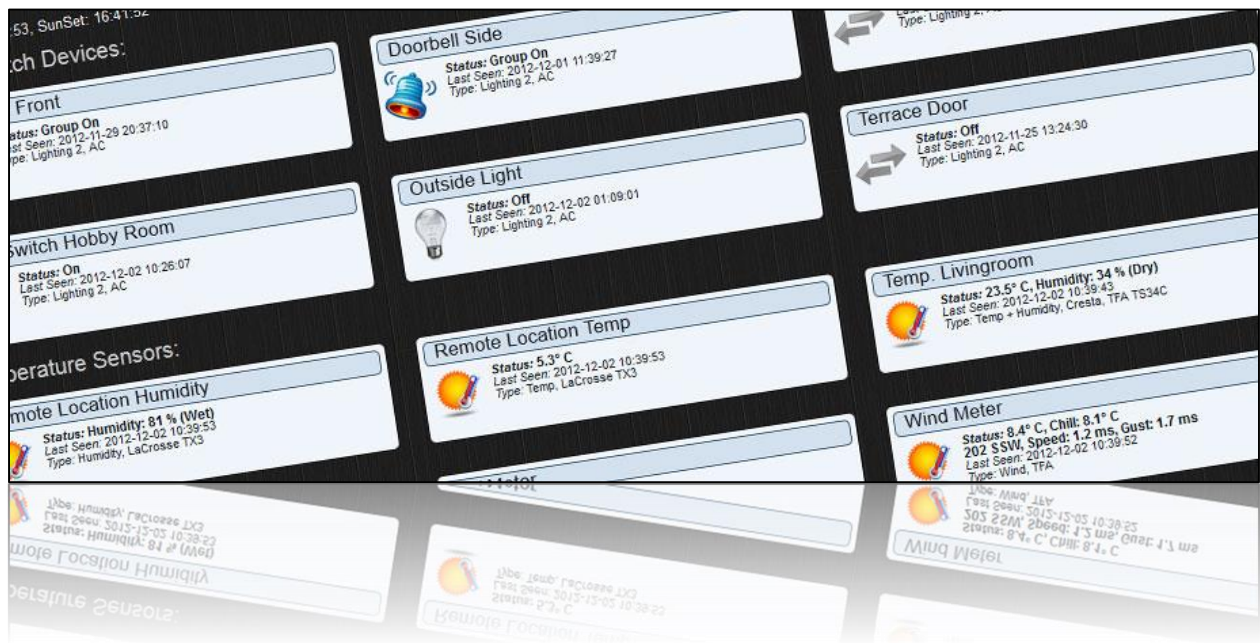 :53, SunSet: 16:41:52
ch Devices:
Front
atus: Group On
st Seen: 2012-11-29 20:37:10
ype: Lighting 2, AC
Doorbell Side
Status: Group On
Last Seen: 2012-12-01 11:39:27
Type: Lighting 2, AC
Terrace Door
Status: Off
Last Seen: 2012-11-25 13:24:30
Type: Lighting 2, AC
Switch Hobby Room
Status: On
Last Seen: 2012-12-02 10:26:07
Type: Lighting 2, AC
Outside Light
Status: Off
Last Seen: 2012-12-02 01:09:01
Type: Lighting 2, AC
Temp. Livingroom
Status: 23.5° C, Humidity: 34 % (Dry)
Last Seen: 2012-12-02 10:39:43
Type: Temp + Humidity, Cresta, TFA TS34C
perature Sensors:
mote Location Humidity
Status: Humidity: 81 % (Wet)
Last Seen: 2012-12-02 10:39:53
Type: Humidity, LaCrosse TX3
Remote Location Temp
Status: 5.3° C
Last Seen: 2012-12-02 10:39:53
Type: Temp, LaCrosse TX3
Wind Meter
Status: 8.4° C, Chill: 8.1° C
202 SSW, Speed: 1.2 ms, Gust: 1.7 ms
Last Seen: 2012-12-02 10:39:52
Type: Wind, TFA